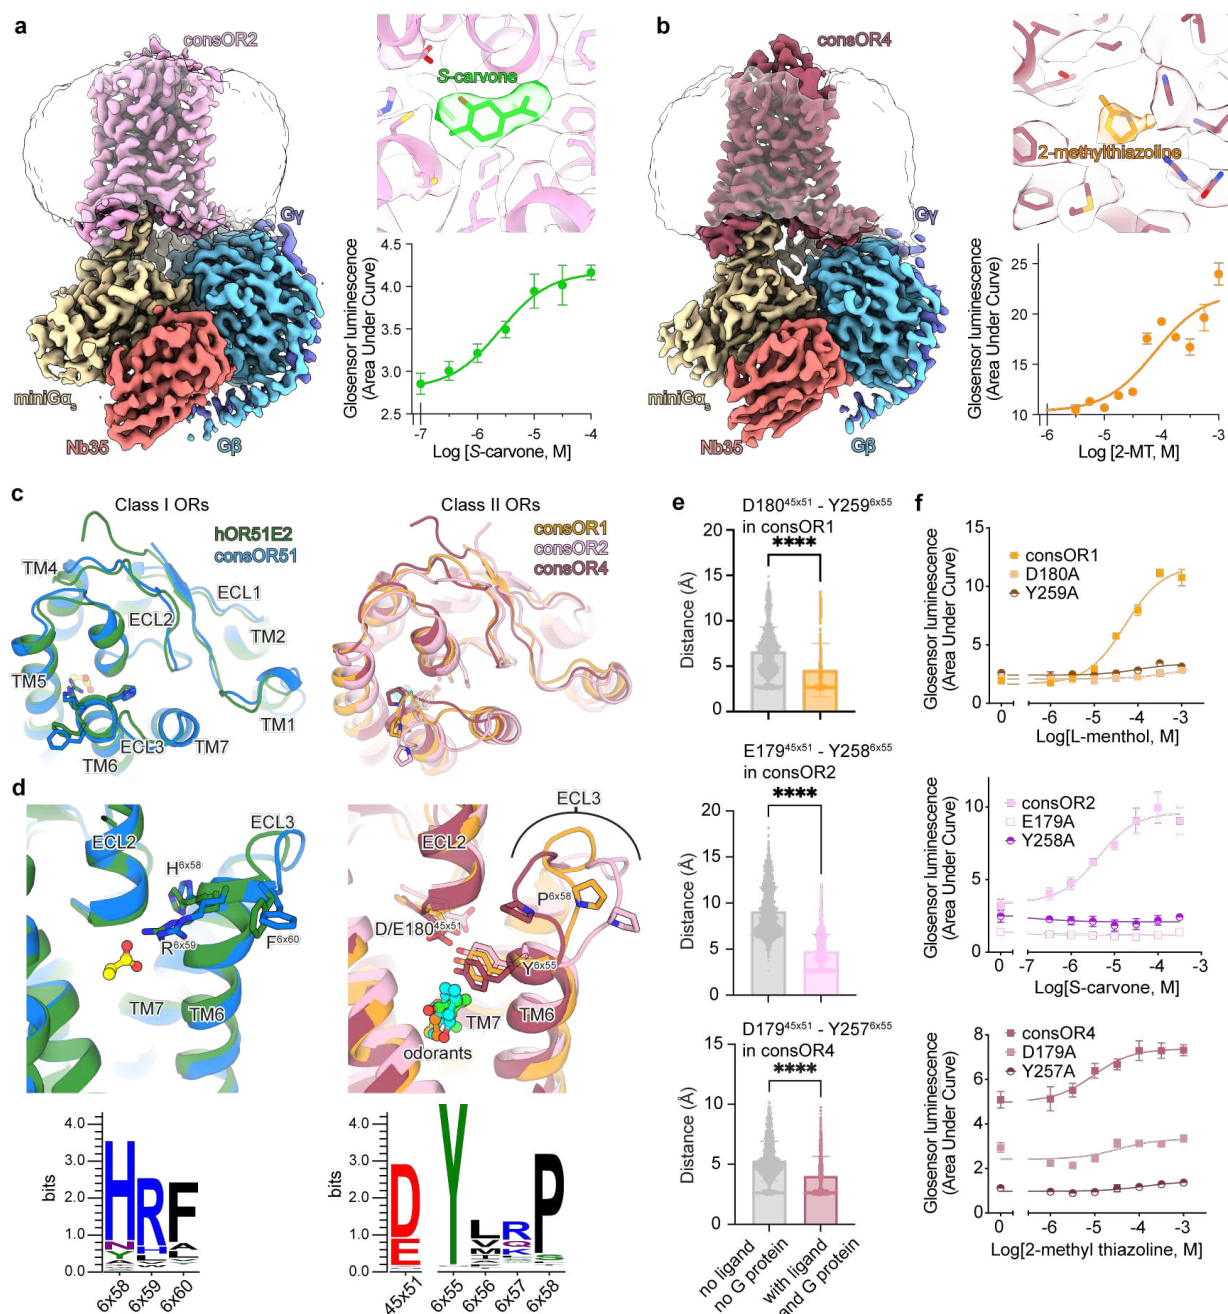 a
consOR2
S-carvone
Gγ
miniGαs
Nb35
Gβ
Glosensor luminescence
(Area Under Curve)
4.5
4.0
3.5
3.0
2.5
-7
-6
-5
-4
Log [S-carvone, M]
b
consOR4
2-methylthiazoline
Gγ
miniGαs
Nb35
Gβ
Glosensor luminescence
(Area Under Curve)
25
20
15
10
-6
-5
-4
-3
Log [2-MT, M]
c
Class I ORs
hOR51E2
consOR51
TM4
ECL1
ECL2
TM2
TM5
TM1
ECL3
TM7
TM6
Class II ORs
consOR1
consOR2
consOR4
d
ECL2
ECL3
H6x58
R6x59
F6x60
TM7
TM6
ECL3
ECL2
P6x58
D/E18045x51
Y6x55
TM7
TM6
odorants
bits
4.0
3.0
2.0
1.0
0.0
H
R
F
6x58
6x59
6x60
bits
4.0
3.0
2.0
1.0
0.0
D
E
Y
L
R
P
45x51
6x55
6x56
6x57
6x58
e
D18045x51 - Y2596x55
in consOR1
****
Distance (Å)
20
15
10
5
0
E17945x51 - Y2586x55
in consOR2
****
Distance (Å)
20
15
10
5
0
D17945x51 - Y2576x55
in consOR4
****
Distance (Å)
15
10
5
0
no ligand
no G protein
with ligand
and G protein
f
consOR1
D180A
Y259A
Glosensor luminescence
(Area Under Curve)
15
10
5
0
0
-6
-5
-4
-3
Log[L-menthol, M]
consOR2
E179A
Y258A
Glosensor luminescence
(Area Under Curve)
10
5
0
0
-7
-6
-5
-4
-3
Log[S-carvone, M]
consOR4
D179A
Y257A
Glosensor luminescence
(Area Under Curve)
8
6
4
2
0
0
-6
-5
-4
-3
Log[2-methyl thiazoline, M]